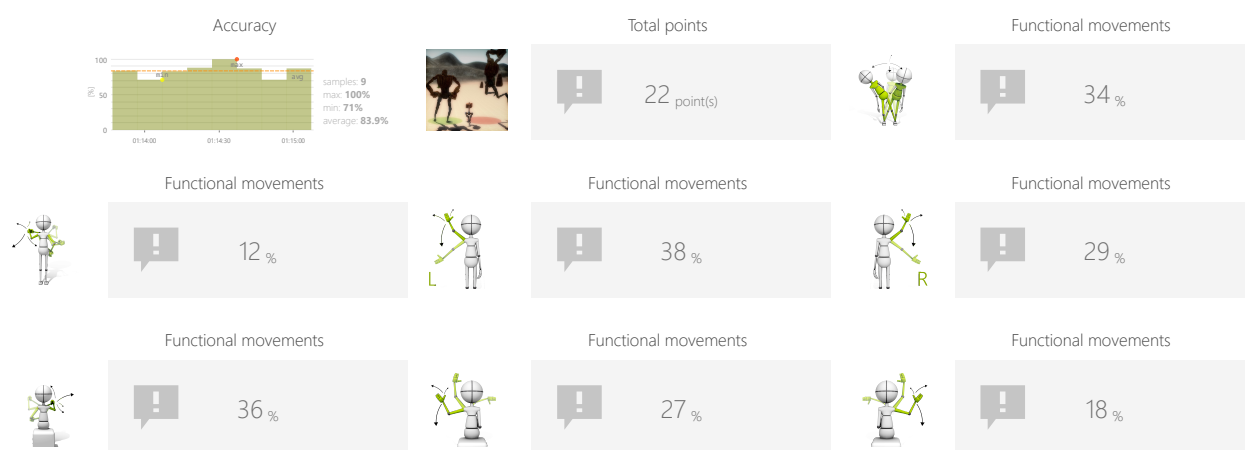 Accuracy
Total points
Functional movements
100
50
0
(%)
min
max
avg
01:14:00
01:14:30
01:15:00
samples: 9
max: 100%
min: 71%
average: 83.9%
22 point(s)
34 %
Functional movements
Functional movements
Functional movements
12 %
L
38 %
R
29 %
Functional movements
Functional movements
Functional movements
36 %
27 %
18 %